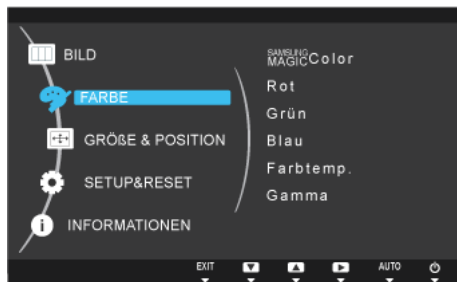 BILD
FARBE
GRÖßE & POSITION
SETUP&RESET
INFORMATIONEN
SAMSUNG
MAGIC Color
Rot
Grün
Blau
Farbtemp.
Gamma
EXIT
AUTO